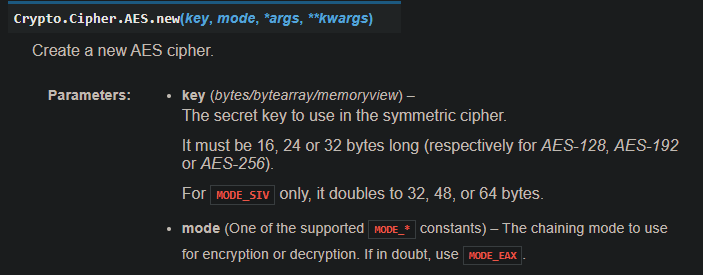 Crypto.Cipher.AES.new(key, mode, *args, **kwargs)
Create a new AES cipher.
Parameters: • key (bytes/bytearray/memoryview) –
The secret key to use in the symmetric cipher.
It must be 16, 24 or 32 bytes long (respectively for AES-128, AES-192
or AES-256).
For MODE_SIV only, it doubles to 32, 48, or 64 bytes.
• mode (One of the supported MODE_* constants) – The chaining mode to use
for encryption or decryption. If in doubt, use MODE_EAX.